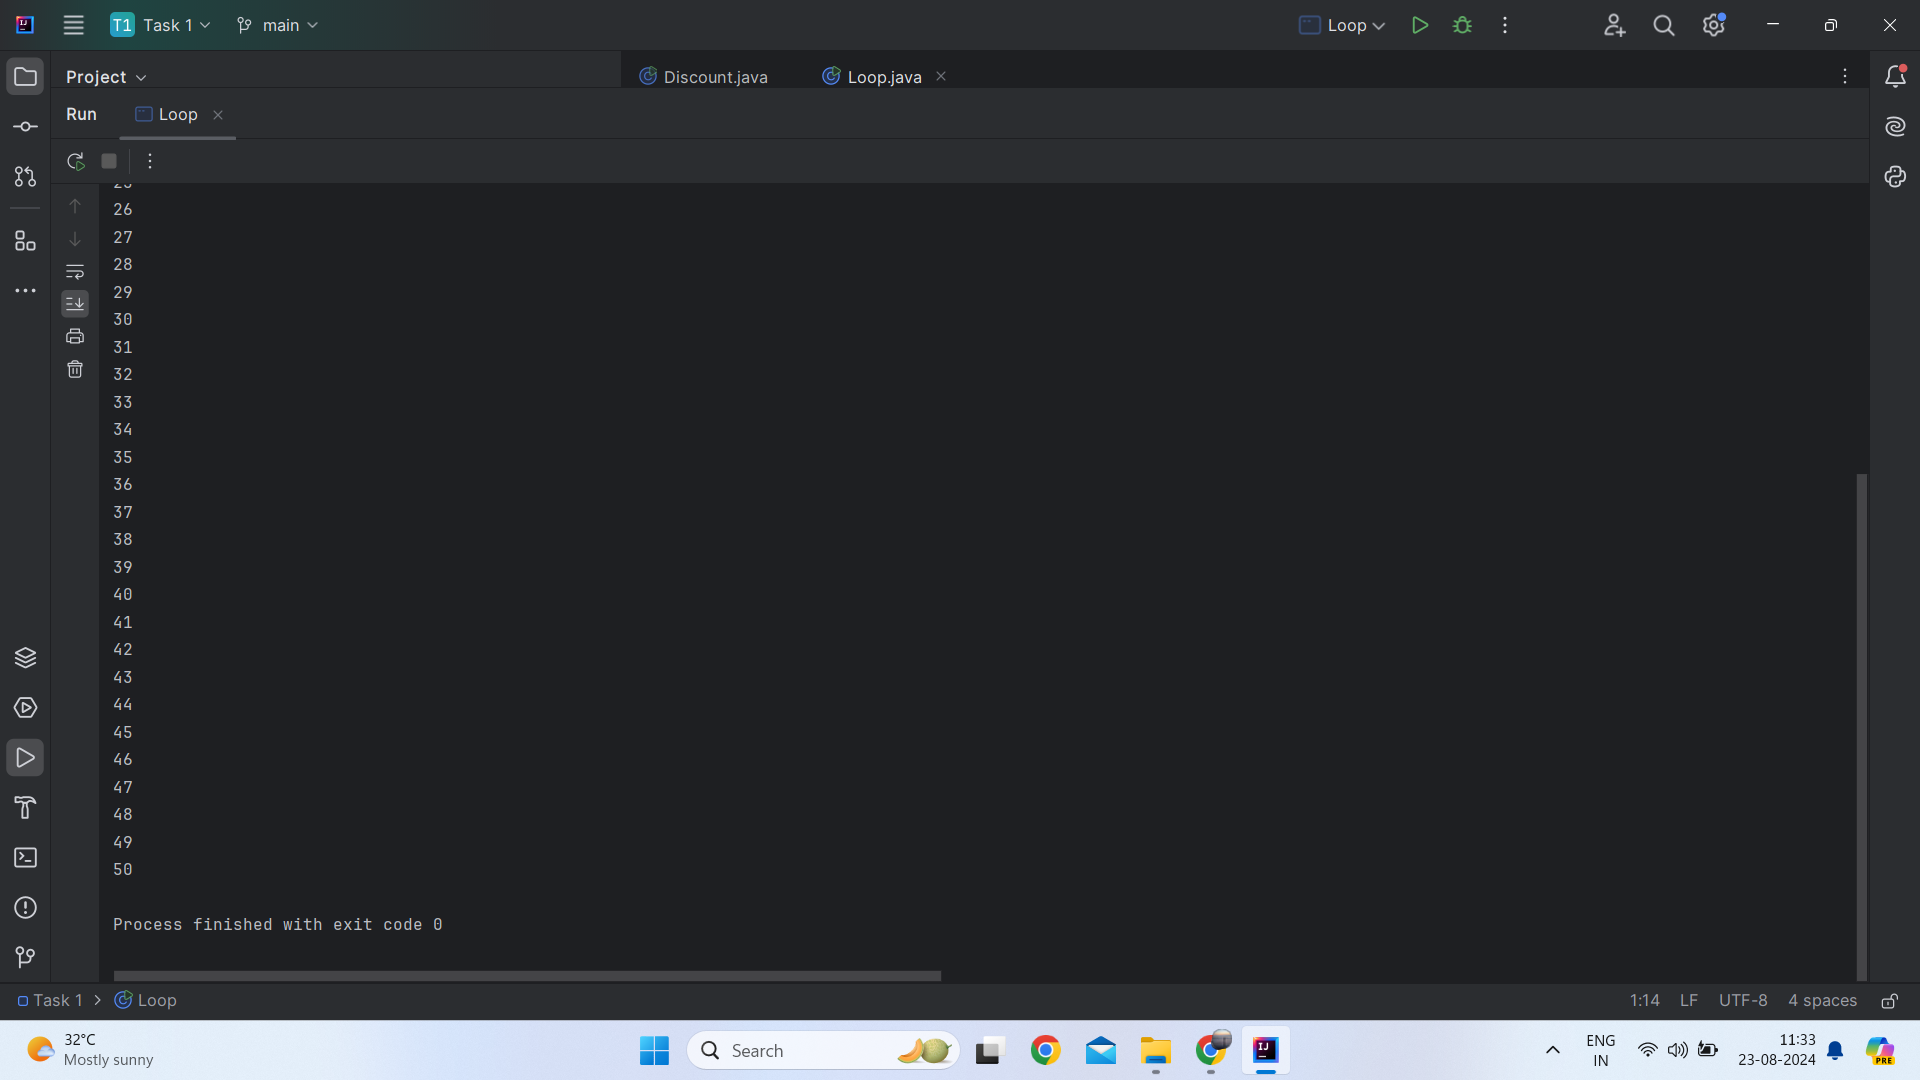 T1 Task 1 main Loop
Project Discount.java Loop.java
Run Loop
26
27
28
29
30
31
32
33
34
35
36
37
38
39
40
41
42
43
44
45
46
47
48
49
50
Process finished with exit code 0
Task 1 > Loop 1:14 LF UTF-8 4 spaces
32°C
Mostly sunny
Search
ENG
IN
11:33
23-08-2024
PRE